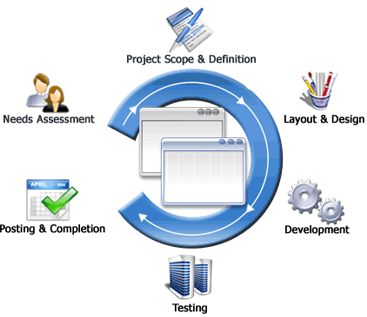 Project Scope & Definition
Needs Assessment
Layout & Design
APRIL
Posting & Completion
Development
Testing